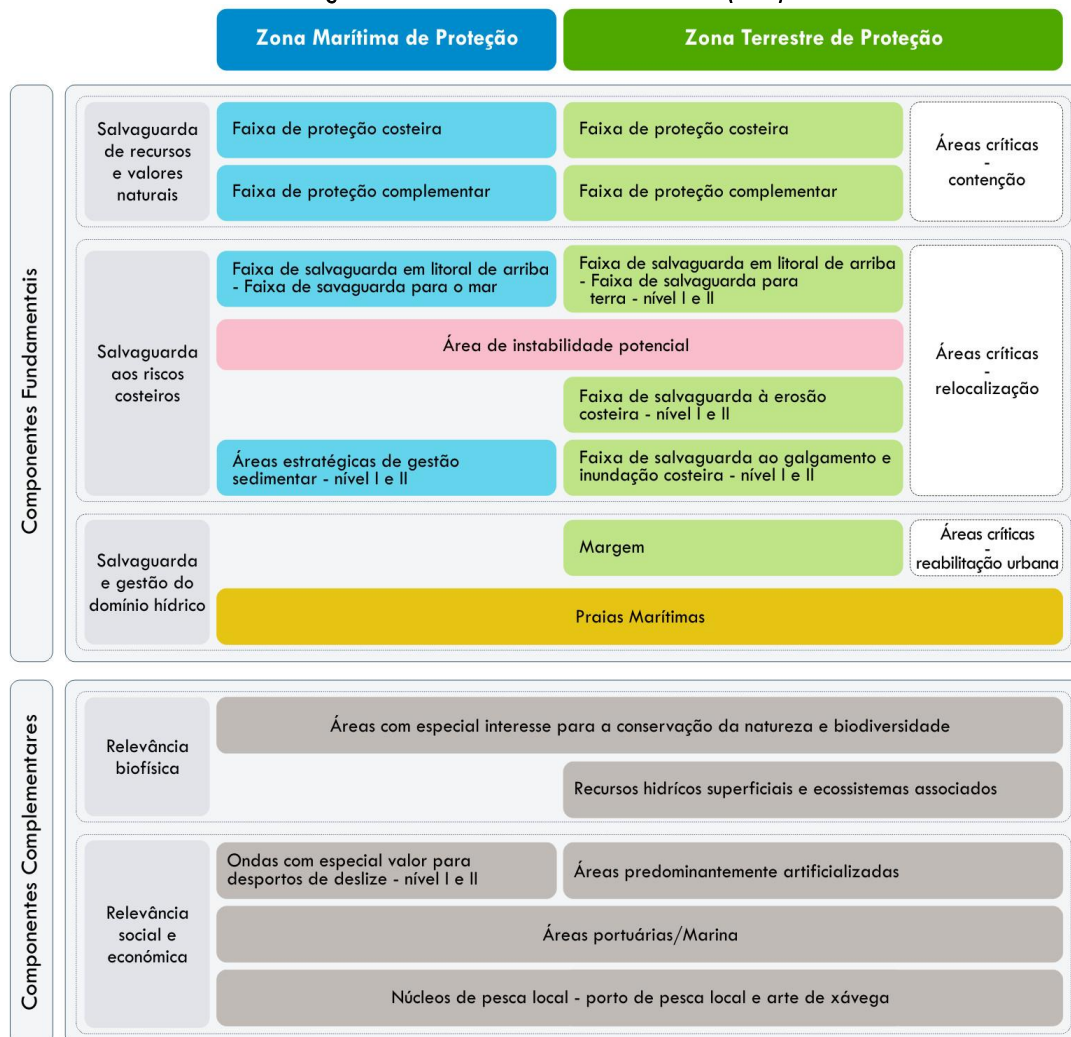 Zona Marítima de Proteção
Zona Terrestre de Proteção
Componentes Fundamentais
Salvaguarda
de recursos
e valores
naturais
Faixa de proteção costeira
Faixa de proteção costeira
Áreas críticas
-
contenção
Faixa de proteção complementar
Faixa de proteção complementar
Salvaguarda
aos riscos
costeiros
Faixa de salvaguarda em litoral de arriba
- Faixa de savaguarda para o mar
Faixa de salvaguarda em litoral de arriba
- Faixa de salvaguarda para
terra - nível I e II
Áreas críticas
-
relocalização
Área de instabilidade potencial
Faixa de salvaguarda à erosão
costeira - nível I e II
Áreas estratégicas de gestão
sedimentar - nível I e II
Faixa de salvaguarda ao galgamento e
inundação costeira - nível I e II
Salvaguarda
e gestão do
domínio hídrico
Margem
Áreas críticas
-
reabilitação urbana
Praias Marítimas
Componentes Complementares
Relevância
biofísica
Áreas com especial interesse para a conservação da natureza e biodiversidade
Recursos hidrícos superficiais e ecossistemas associados
Relevância
social e
económica
Ondas com especial valor para
desportos de deslize - nível I e II
Áreas predominantemente artificializadas
Áreas portuárias/Marina
Núcleos de pesca local - porto de pesca local e arte de xávega